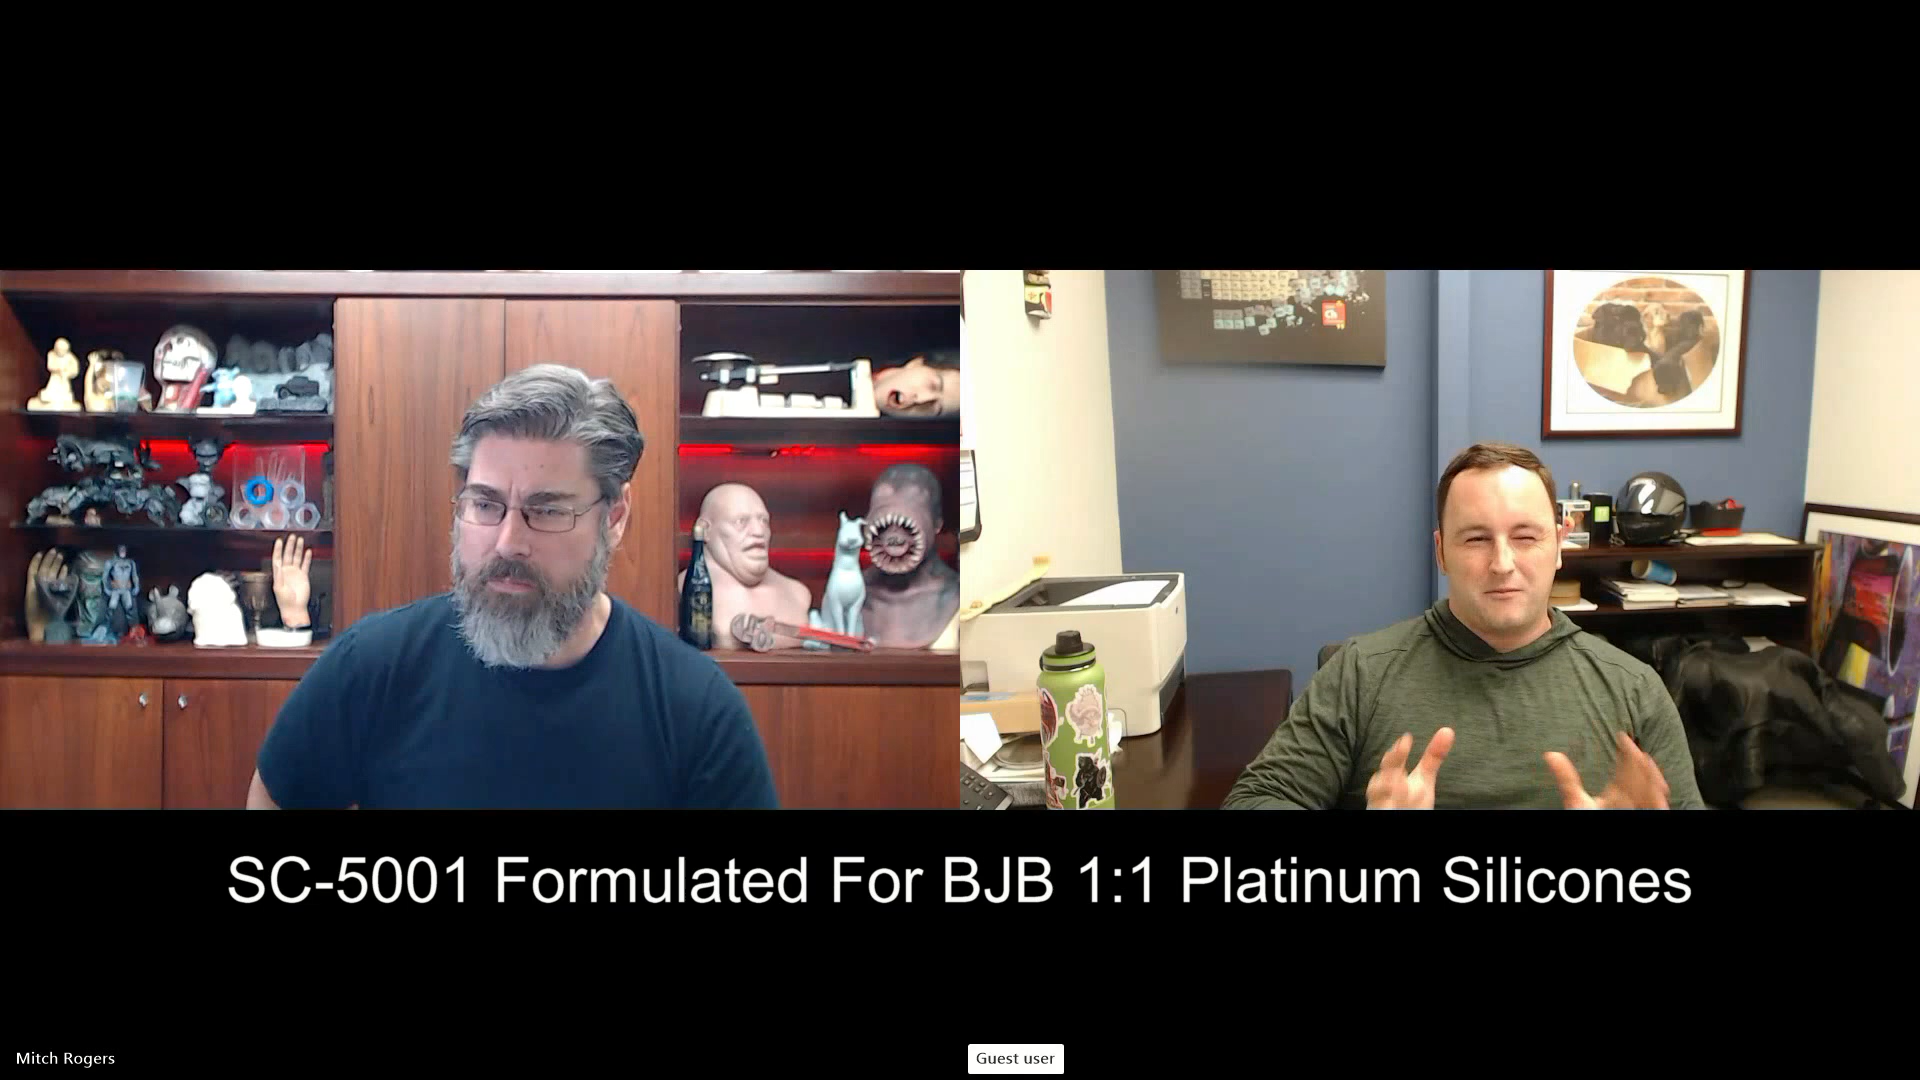 SC-5001 Formulated For BJB 1:1 Platinum Silicones
Mitch Rogers
Guest user